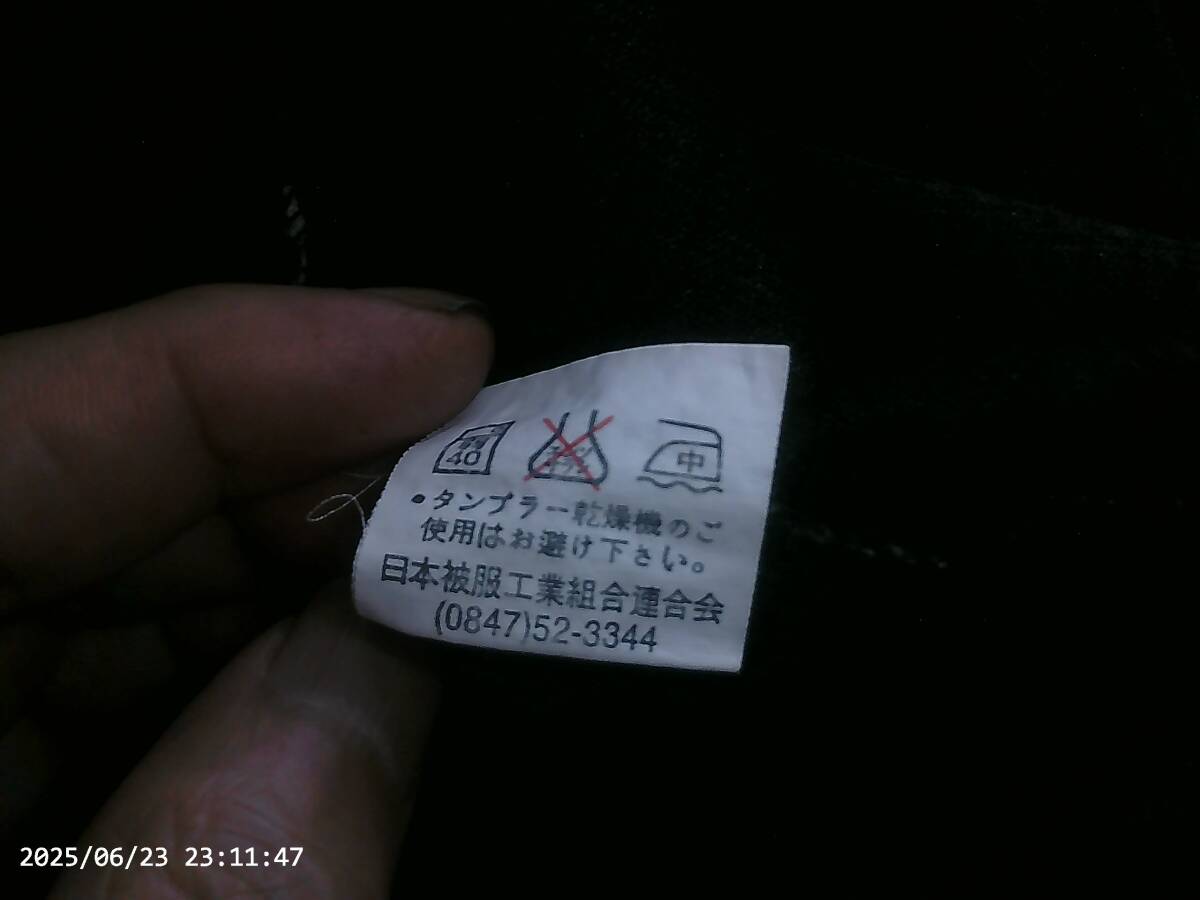 40
中
•タンブラー乾燥機のご
使用はお避け下さい。
日本被服工業組合連合会
(0847)52-3344
2025/06/23 23:11:47